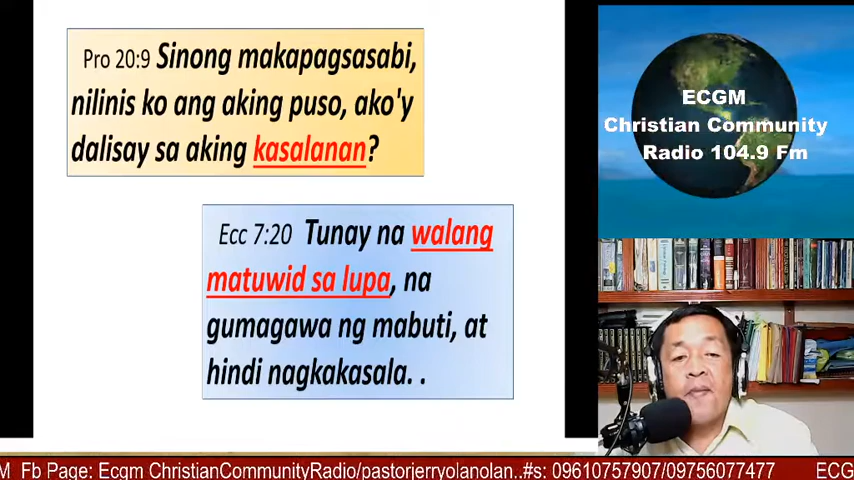 Pro 20:9 Sinong makapagsasabi,
nilinis ko ang aking puso, ako'y
dalisay sa aking kasalanan?
Ecc 7:20 Tunay na walang
matuwid sa lupa, na
gumagawa ng mabuti, at
hindi nagkakasala. .
ECGM
Christian Community
Radio 104.9 Fm
M Fb Page: Ecgm ChristianCommunityRadio/pastorjerryolanolan..#s: 09610757907/09756077477 ECG